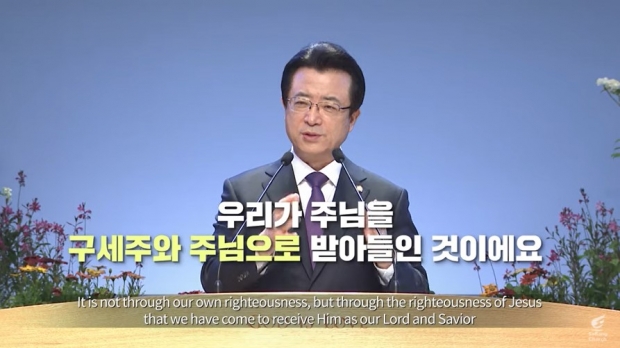 우리가 주님을
구세주와 주님으로 받아들인 것이에요
It is not through our own righteousness, but through the righteousness of Jesus
that we have come to receive Him as our Lord and Savior